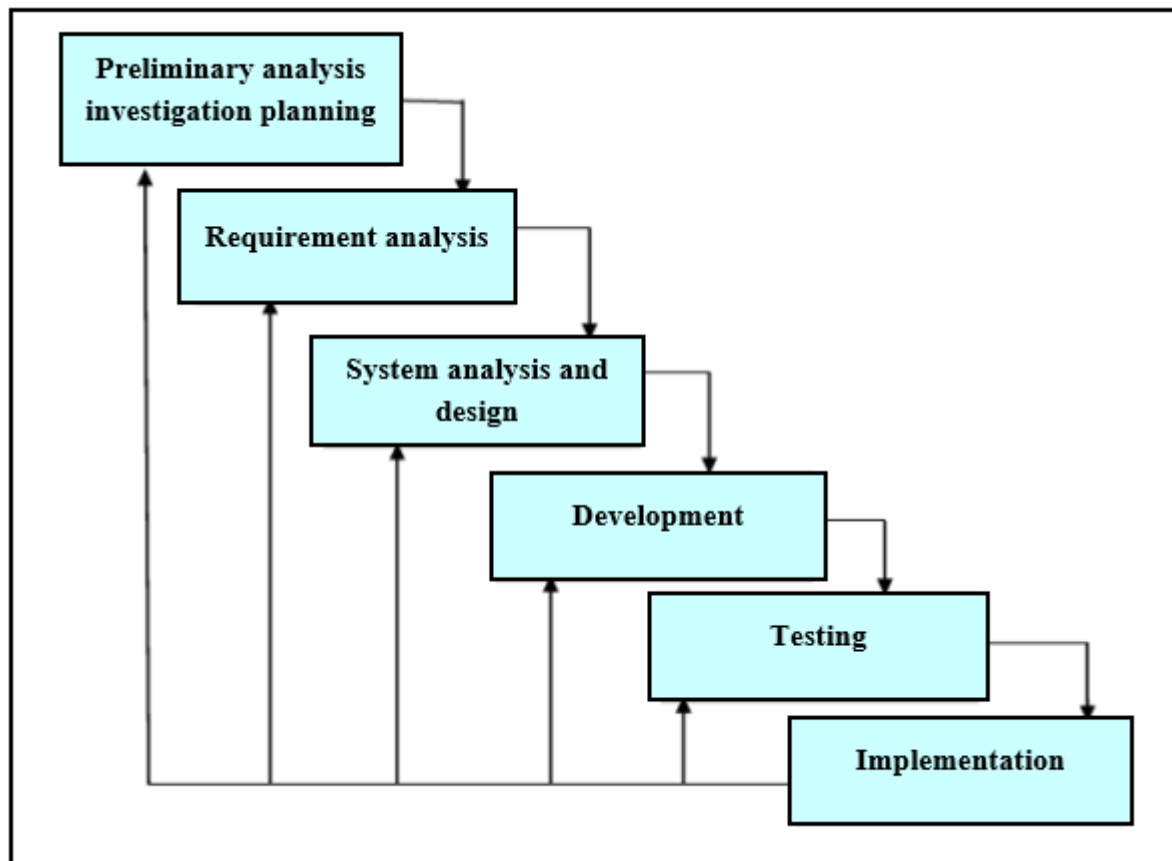 Preliminary analysis
investigation planning
Requirement analysis
System analysis and
design
Development
Testing
Implementation